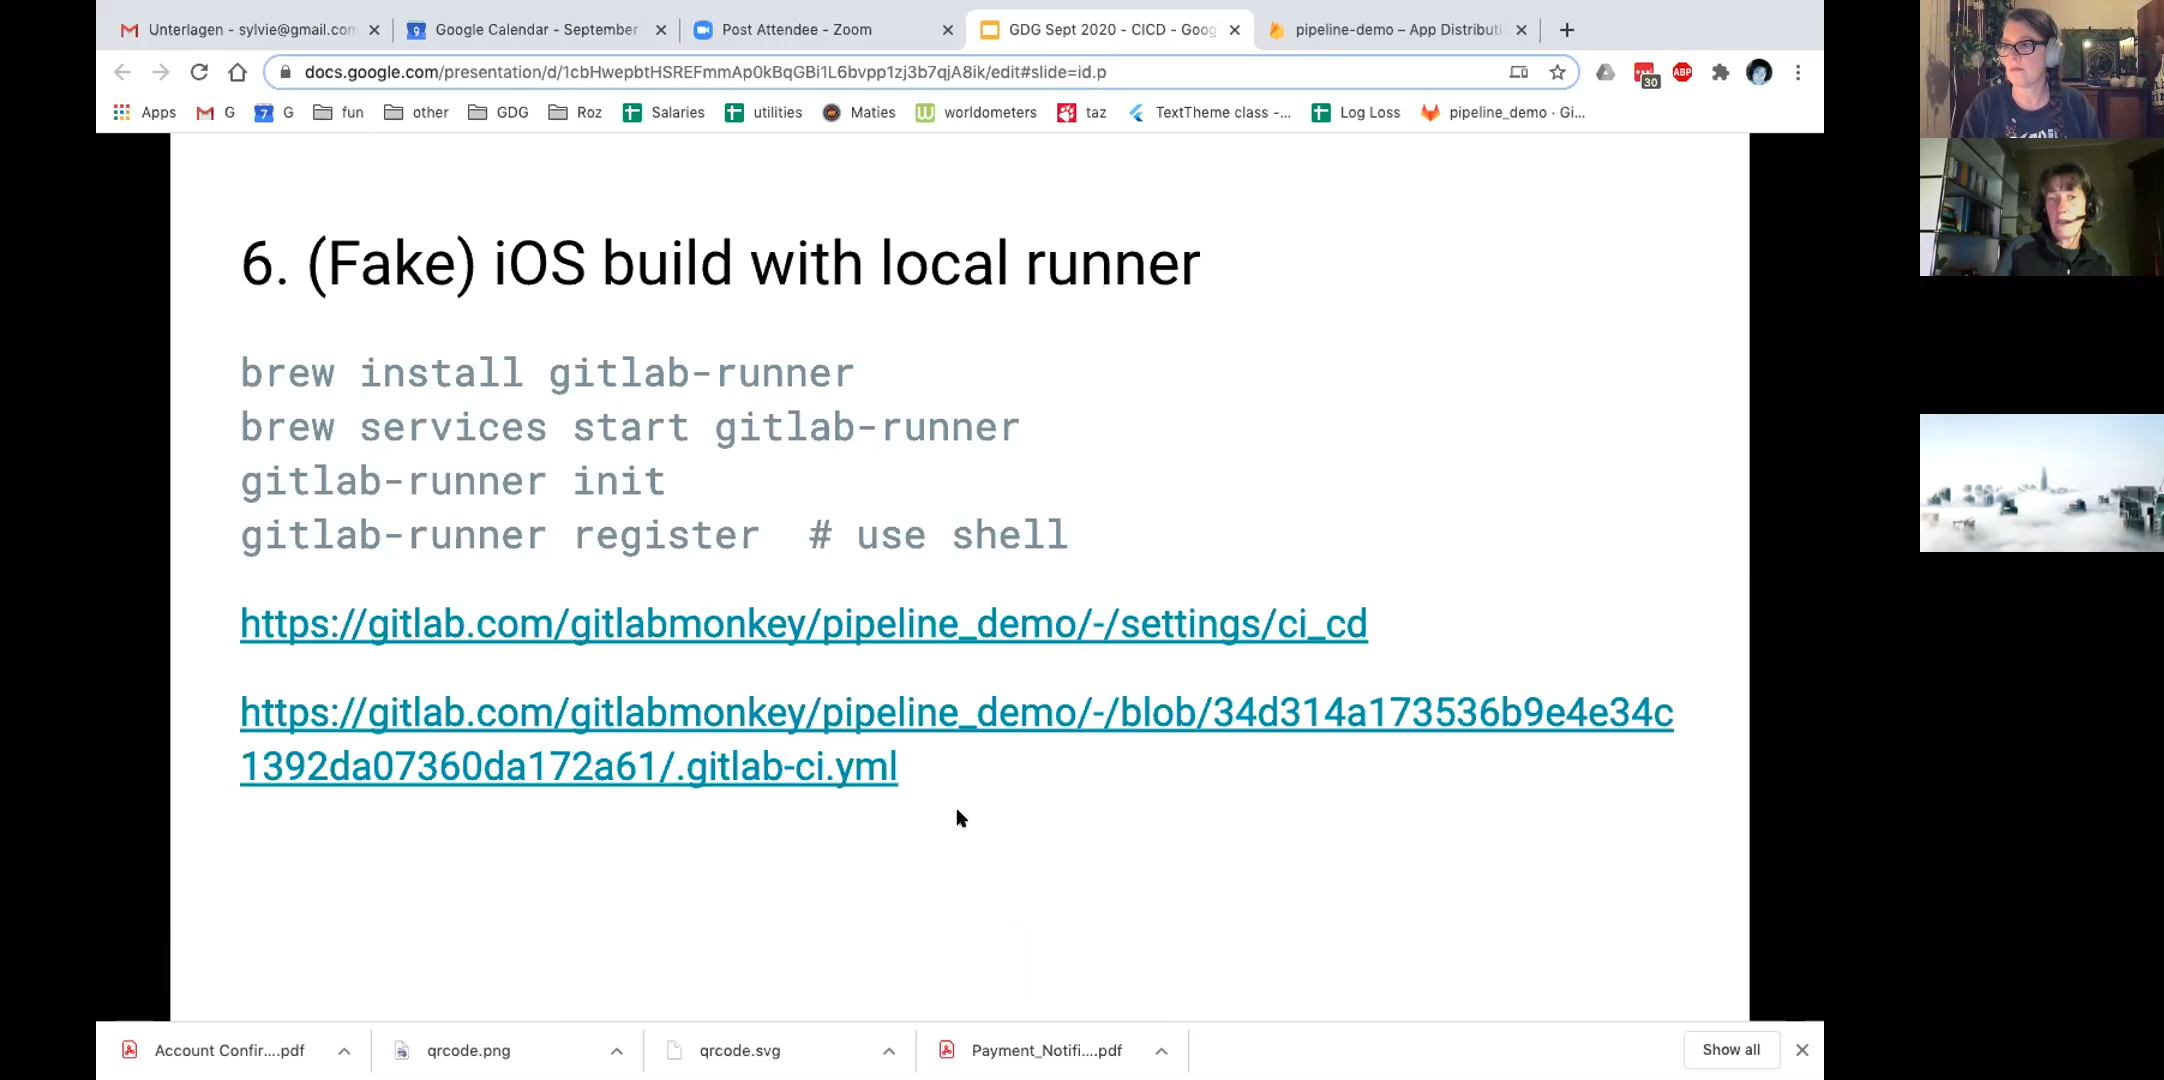 Unterlagen - sylvie@gmail.com
Google Calendar - September
Post Attendee - Zoom
GDG Sept 2020 - CICD - Goog
pipeline-demo – App Distributi
docs.google.com/presentation/d/1cbHwepbtHSREFmmAp0kBqGBi1L6bvpp1zj3b7qjA8ik/edit#slide=id.p
30
ABP
Apps
G
7
G
fun
other
GDG
Roz
Salaries
utilities
Maties
worldometers
taz
TextTheme class -...
Log Loss
pipeline_demo · Gi...
6. (Fake) iOS build with local runner
brew install gitlab-runner
brew services start gitlab-runner
gitlab-runner init
gitlab-runner register  # use shell
https://gitlab.com/gitlabmonkey/pipeline_demo/-/settings/ci_cd
https://gitlab.com/gitlabmonkey/pipeline_demo/-/blob/34d314a173536b9e4e34c
1392da07360da172a61/.gitlab-ci.yml
Account Confir....pdf
qrcode.png
qrcode.svg
Payment_Notifi....pdf
Show all